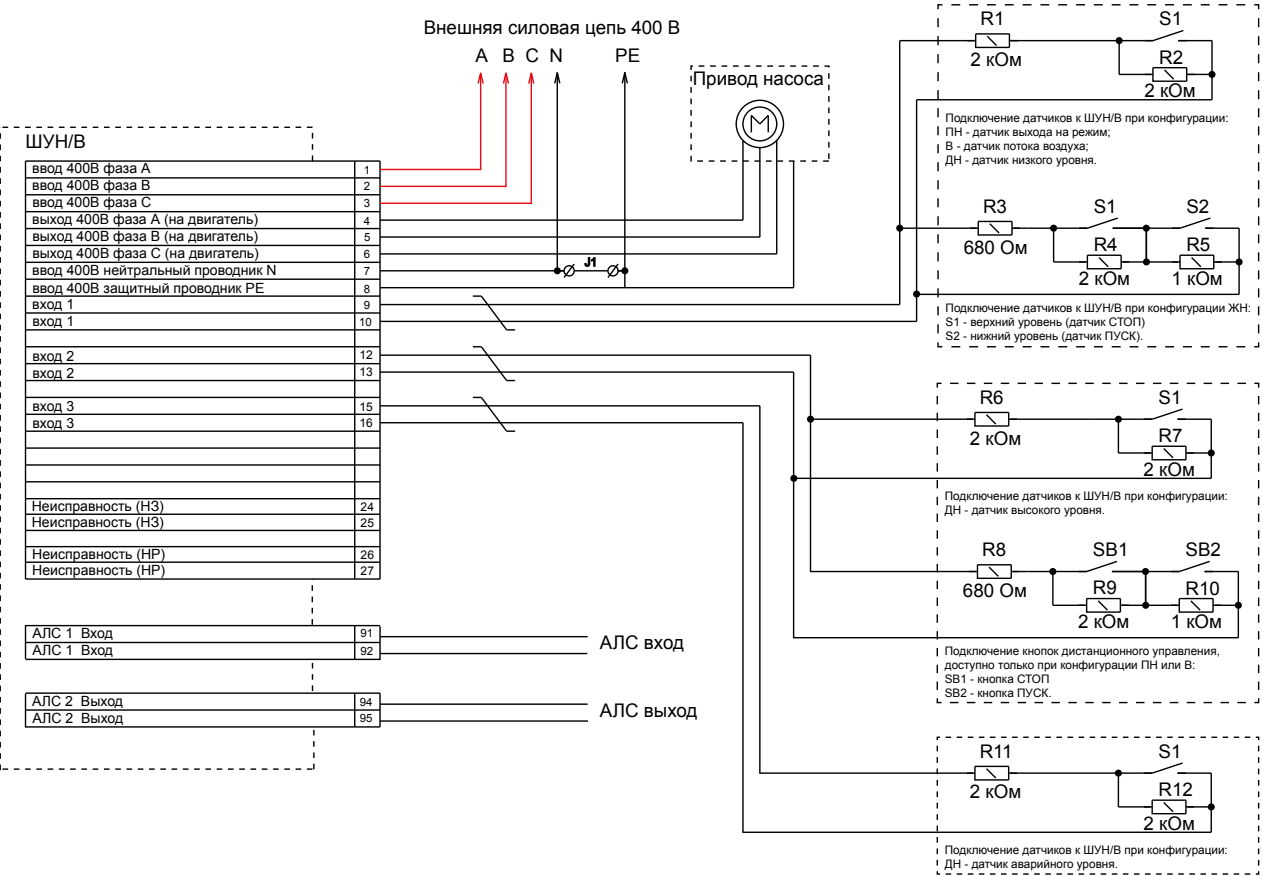 Внешняя силовая цепь 400 В
A B C N PE
Привод насоса
M
ШУН/В
ввод 400В фаза А 1
ввод 400В фаза В 2
ввод 400В фаза С 3
выход 400В фаза А (на двигатель) 4
выход 400В фаза В (на двигатель) 5
выход 400В фаза С (на двигатель) 6
ввод 400В нейтральный проводник N 7
ввод 400В защитный проводник PE 8
J1
вход 1 9
вход 1 10
вход 2 12
вход 2 13
вход 3 15
вход 3 16
Неисправность (НЗ) 24
Неисправность (НЗ) 25
Неисправность (НР) 26
Неисправность (НР) 27
АЛС 1 Вход 91
АЛС 1 Вход 92
АЛС вход
АЛС 2 Выход 94
АЛС 2 Выход 95
АЛС выход
R1 S1
2 кОм R2
2 кОм
Подключение датчиков к ШУН/В при конфигурации:
ПН - датчик выхода на режим;
В - датчик потока воздуха;
ДН - датчик низкого уровня.
R3 S1 S2
680 Ом R4 R5
2 кОм 1 кОм
Подключение датчиков к ШУН/В при конфигурации ЖН:
S1 - верхний уровень (датчик СТОП)
S2 - нижний уровень (датчик ПУСК).
R6 S1
2 кОм R7
2 кОм
Подключение датчиков к ШУН/В при конфигурации:
ДН - датчик высокого уровня.
R8 SB1 SB2
680 Ом R9 R10
2 кОм 1 кОм
Подключение кнопок дистанционного управления,
доступно только при конфигурации ПН или В:
SB1 - кнопка СТОП
SB2 - кнопка ПУСК.
R11 S1
2 кОм R12
2 кОм
Подключение датчиков к ШУН/В при конфигурации:
ДН - датчик аварийного уровня.